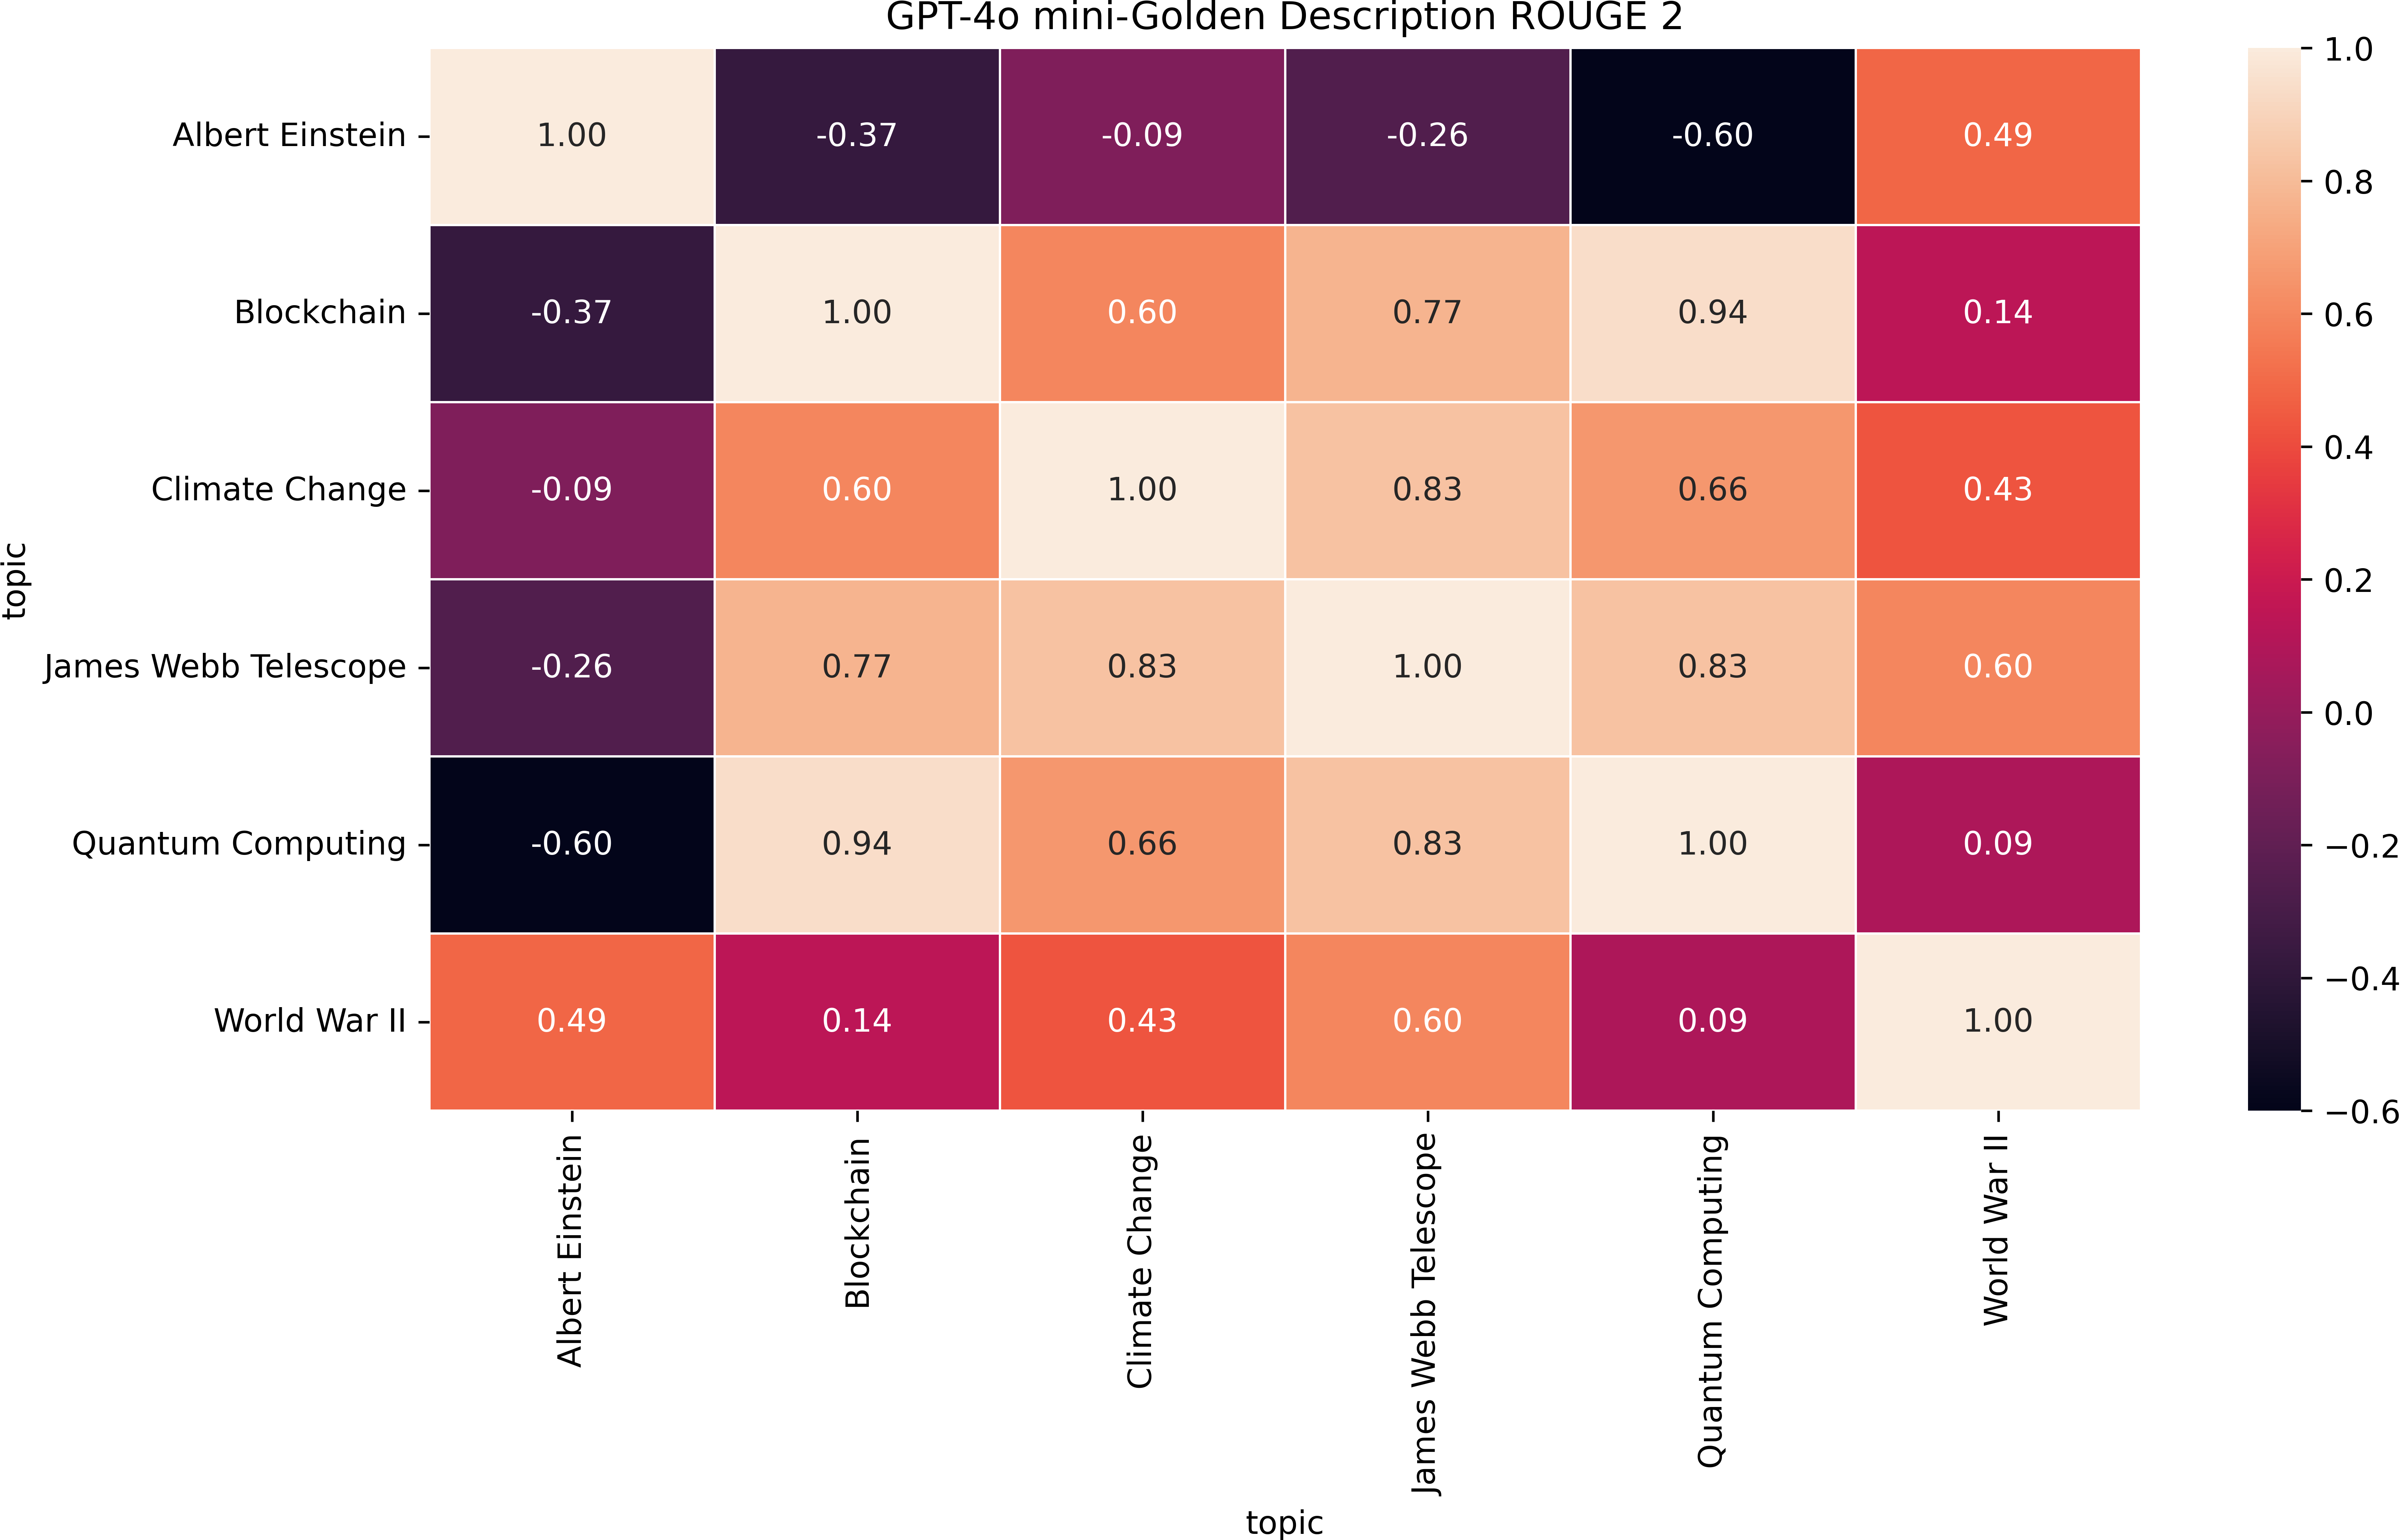 GPT-4o mini-Golden Description ROUGE 2
Albert Einstein 1.00 -0.37 -0.09 -0.26 -0.60 0.49
Blockchain -0.37 1.00 0.60 0.77 0.94 0.14
Climate Change -0.09 0.60 1.00 0.83 0.66 0.43
James Webb Telescope -0.26 0.77 0.83 1.00 0.83 0.60
Quantum Computing -0.60 0.94 0.66 0.83 1.00 0.09
World War II 0.49 0.14 0.43 0.60 0.09 1.00
topic
Albert Einstein
Blockchain
Climate Change
James Webb Telescope
Quantum Computing
World War II
topic
1.0
0.8
0.6
0.4
0.2
0.0
−0.2
−0.4
−0.6